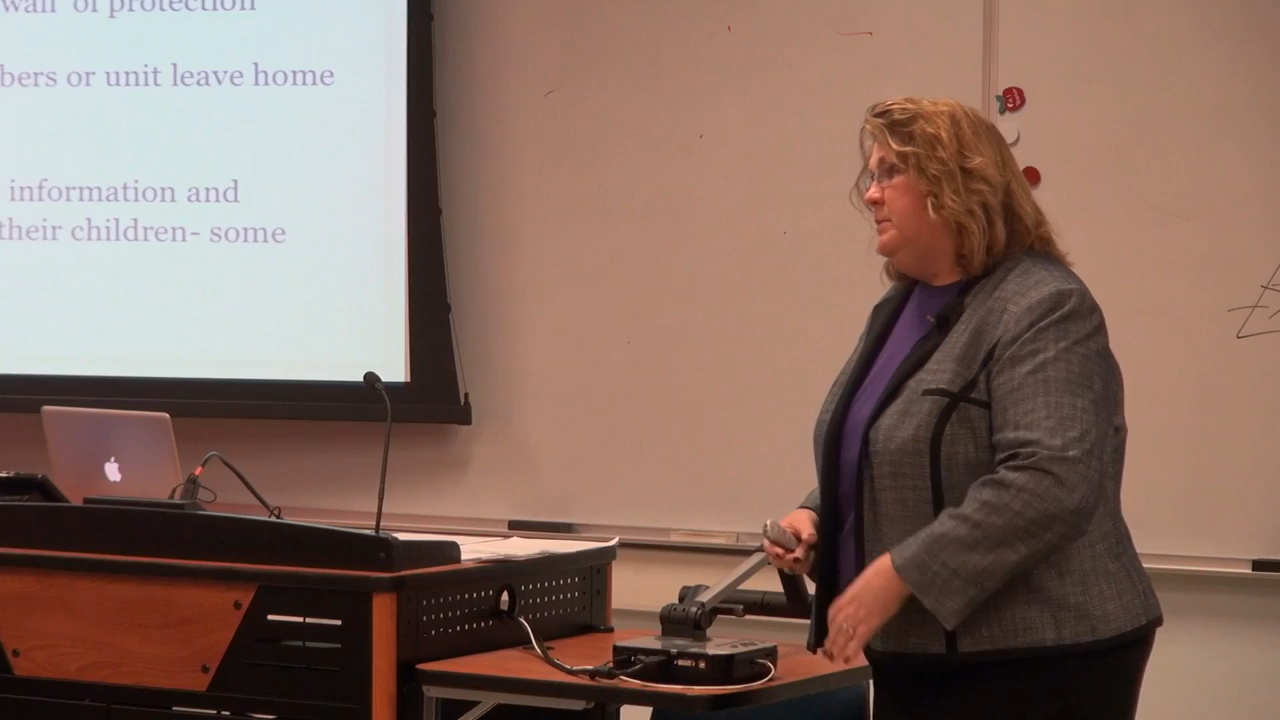 wall' of protection
bers or unit leave home
information and
their children- some